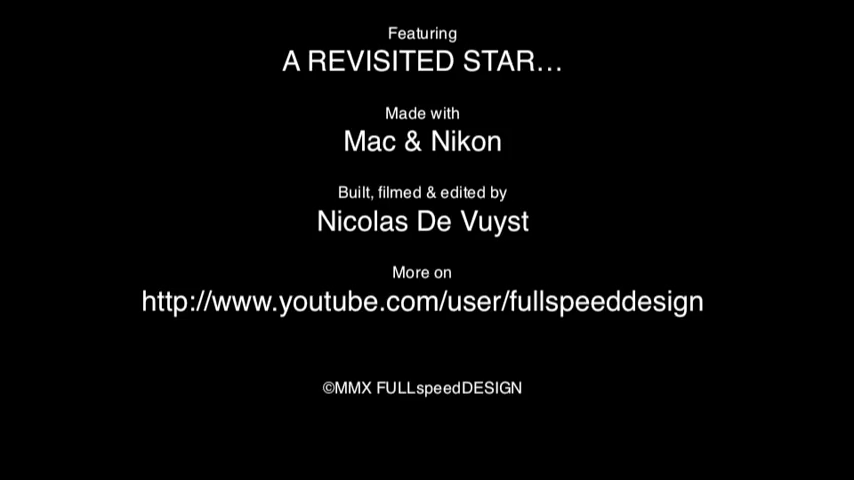 Featuring
A REVISITED STAR...
Made with
Mac & Nikon
Built, filmed & edited by
Nicolas De Vuyst
More on
http://www.youtube.com/user/fullspeeddesign
©MMX FULLspeedDESIGN